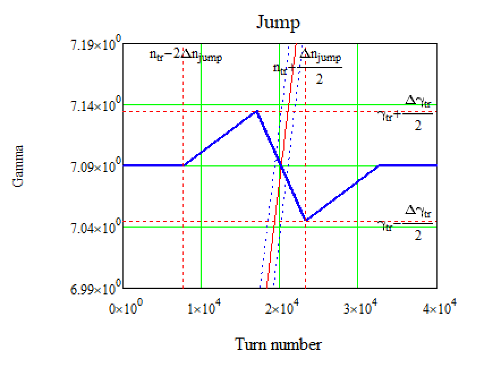 Jump
7.19×10⁰
n_tr−2Δn_jump
n_tr+Δn_jump/2
7.14×10⁰
γ_tr+Δγ_tr/2
7.09×10⁰
Gamma
7.04×10⁰
γ_tr−Δγ_tr/2
6.99×10⁰
0×10⁰ 1×10⁴ 2×10⁴ 3×10⁴ 4×10⁴
Turn number